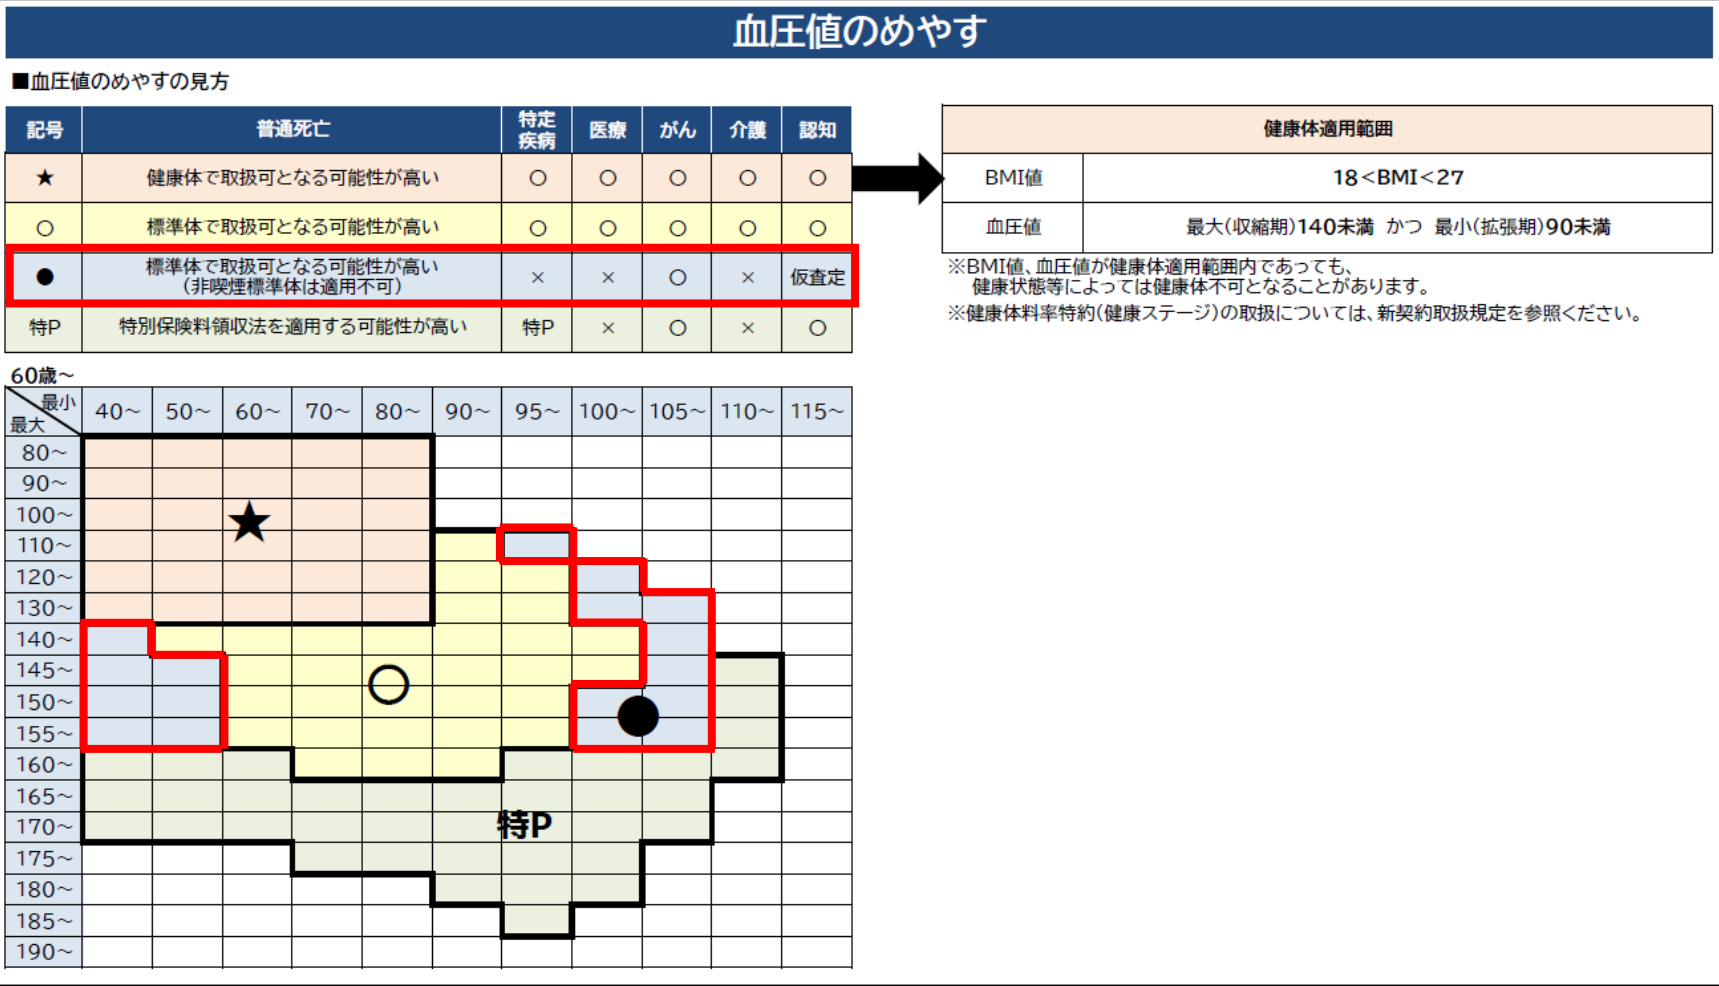 血圧値のめやす
■血圧値のめやすの見方
記号 普通死亡 特定疾病 医療 がん 介護 認知
★ 健康体で取扱可となる可能性が高い ○ ○ ○ ○ ○
○ 標準体で取扱可となる可能性が高い ○ ○ ○ ○ ○
● 標準体で取扱可となる可能性が高い × × ○ × 仮査定
(非喫煙標準体は適用不可)
特P 特別保険料領収法を適用する可能性が高い 特P × ○ × ○
健康体適用範囲
BMI値 18<BMI<27
血圧値 最大(収縮期)140未満 かつ 最小(拡張期)90未満
※BMI値、血圧値が健康体適用範囲内であっても、
健康状態等によっては健康体不可となることがあります。
※健康体料率特約(健康ステージ)の取扱については、新契約取扱規定を参照ください。
60歳～
最小
最大
40～ 50～ 60～ 70～ 80～ 90～ 95～ 100～ 105～ 110～ 115～
80～
90～
100～
★
110～
120～
130～
140～
145～
○
150～
●
155～
160～
165～
170～
特P
175～
180～
185～
190～